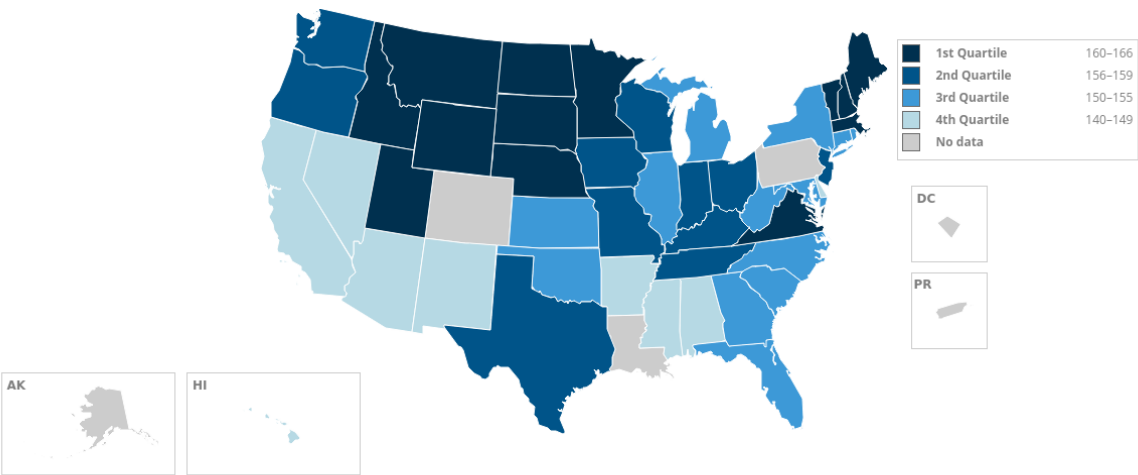 1st Quartile 160–166
2nd Quartile 156–159
3rd Quartile 150–155
4th Quartile 140–149
No data
DC
PR
AK
HI